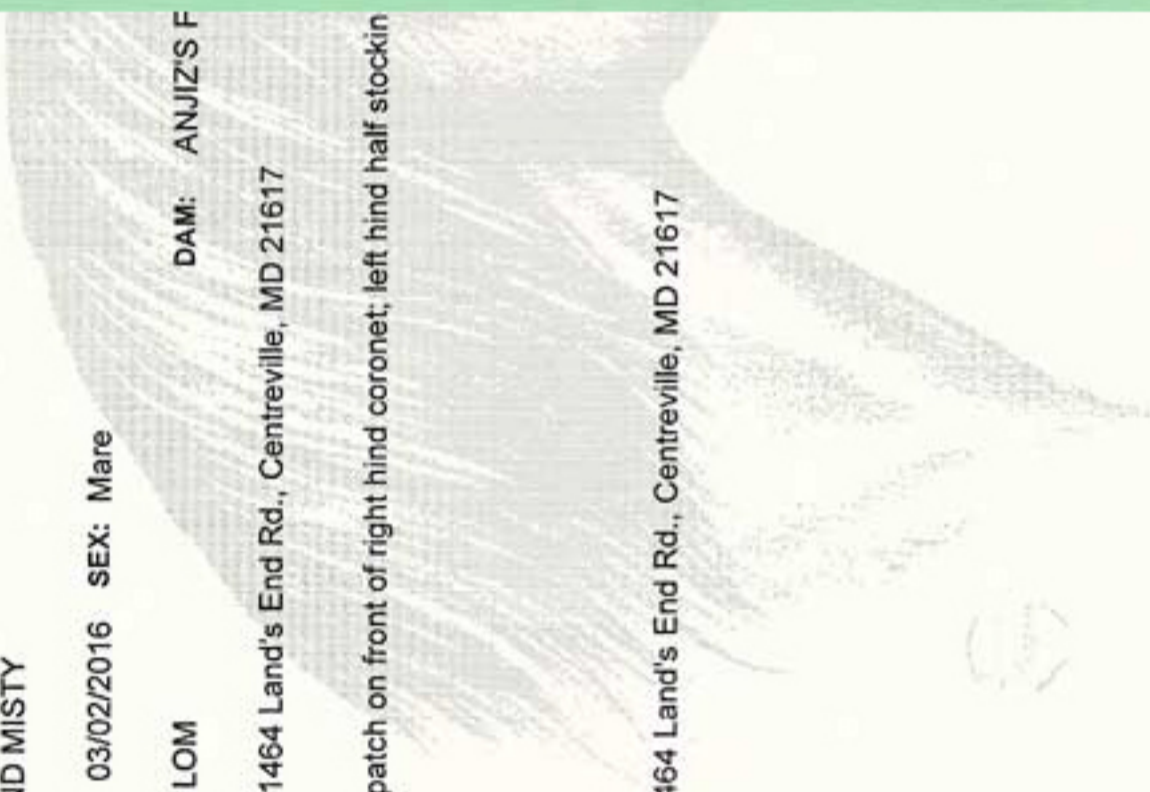 ND MISTY
03/02/2016 SEX: Mare
LOM DAM: ANJIZ'S F
1464 Land's End Rd., Centreville, MD 21617
patch on front of right hind coronet; left hind half stockin
464 Land's End Rd., Centreville, MD 21617